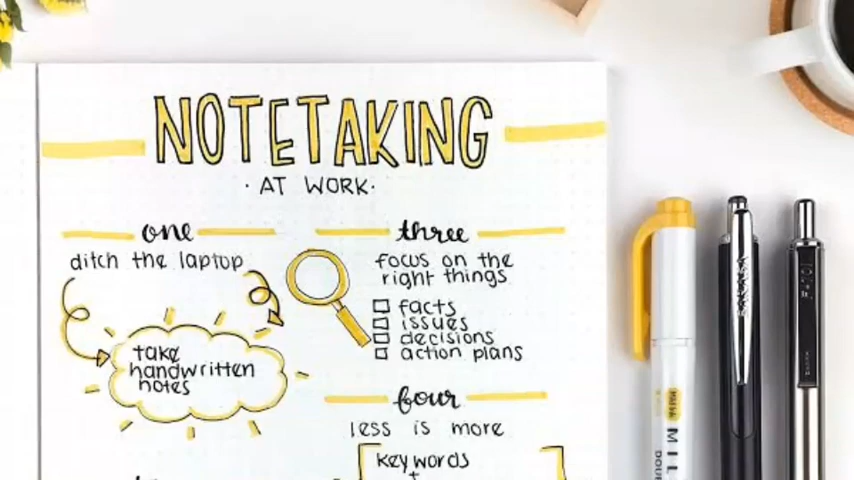 NOTETAKING
· AT WORK ·
one
ditch the laptop
take
handwritten
notes
three
focus on the
right things
facts
issues
decisions
action plans
four
less is more
keywords
+
MIL